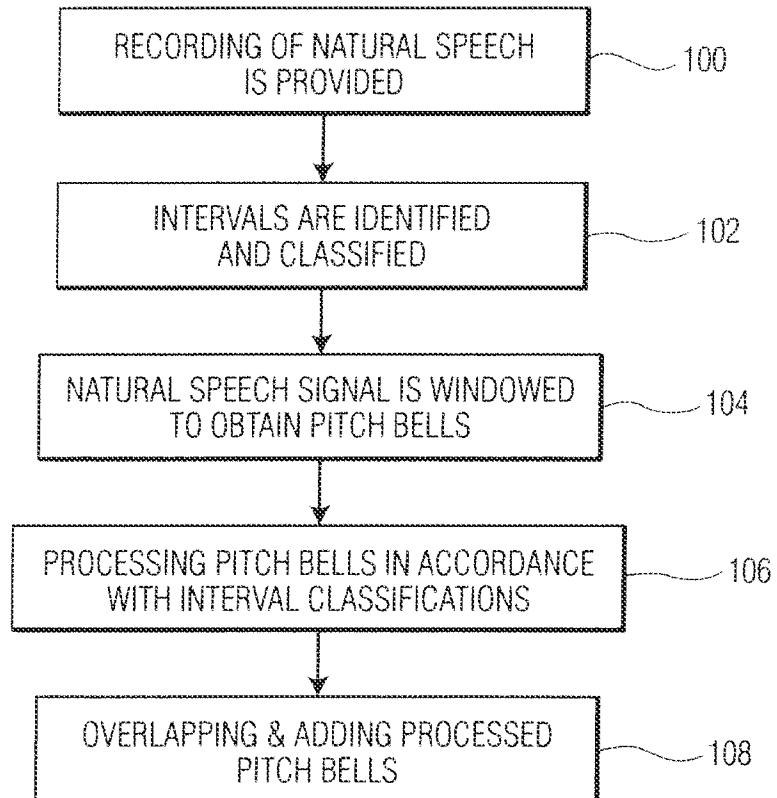 RECORDING OF NATURAL SPEECH
IS PROVIDED
100
INTERVALS ARE IDENTIFIED
AND CLASSIFIED
102
NATURAL SPEECH SIGNAL IS WINDOWED
TO OBTAIN PITCH BELLS
104
PROCESSING PITCH BELLS IN ACCORDANCE
WITH INTERVAL CLASSIFICATIONS
106
OVERLAPPING & ADDING PROCESSED
PITCH BELLS
108